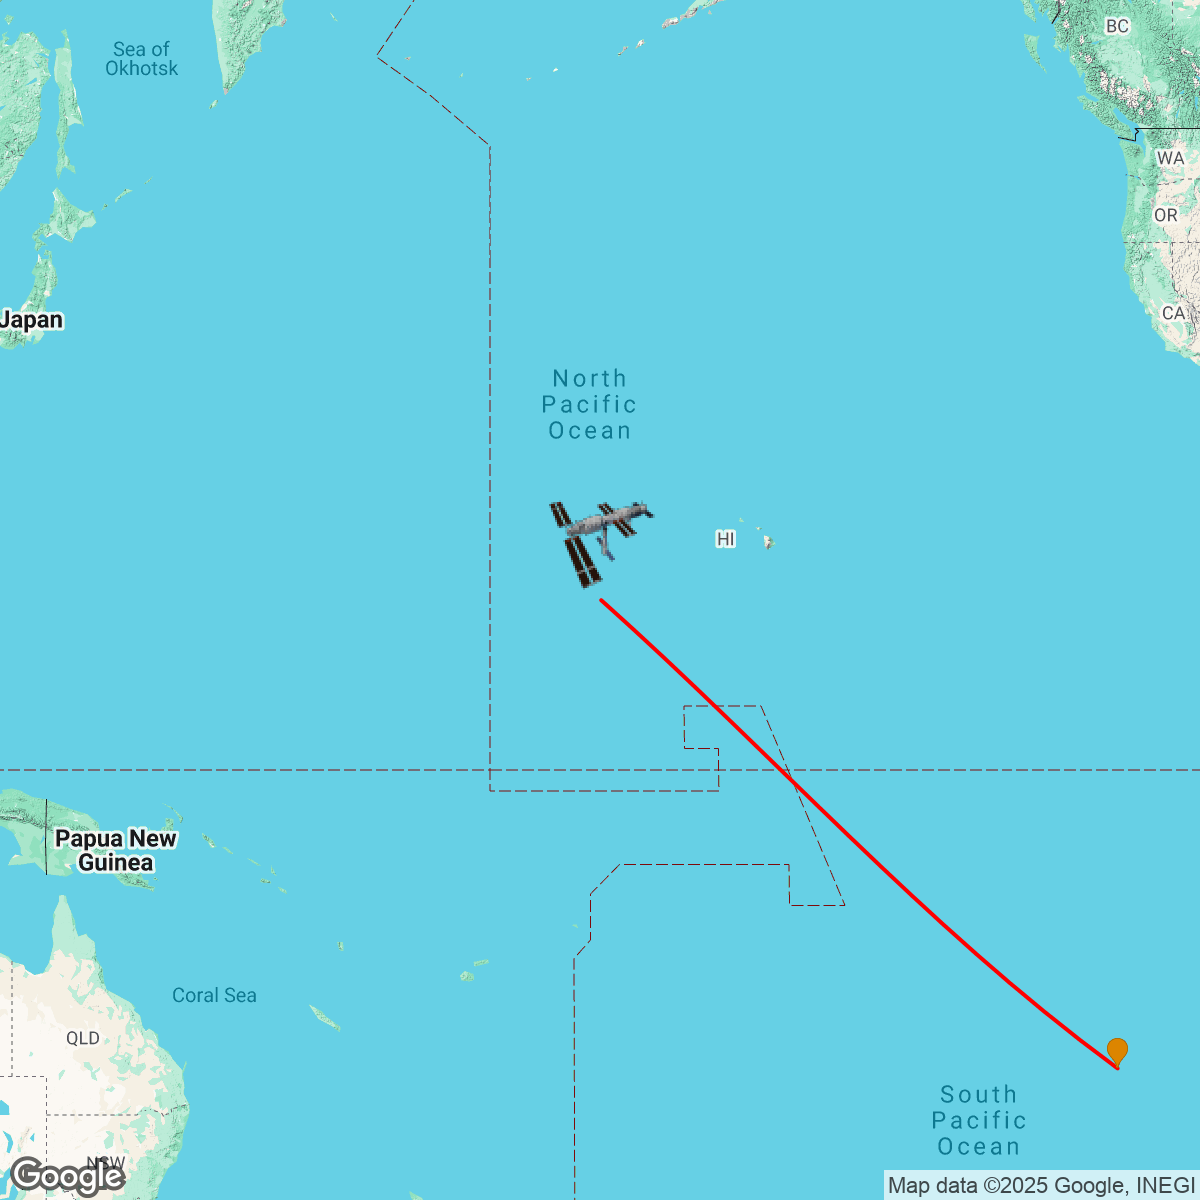 BC
Sea of
Okhotsk
WA
OR
CA
Japan
North
Pacific
Ocean
HI
Papua New
Guinea
Coral Sea
QLD
South
Pacific
Ocean
NSW
Google
Map data ©2025 Google, INEGI